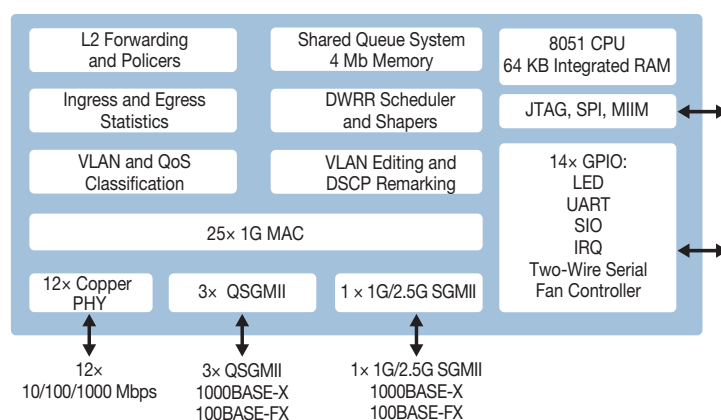 L2 Forwarding
and Policers
Shared Queue System
4 Mb Memory
8051 CPU
64 KB Integrated RAM
Ingress and Egress
Statistics
DWRR Scheduler
and Shapers
JTAG, SPI, MIIM
VLAN and QoS
Classification
VLAN Editing and
DSCP Remarking
14× GPIO:
LED
UART
SIO
IRQ
Two-Wire Serial
Fan Controller
25× 1G MAC
12× Copper
PHY
3× QSGMII
1 × 1G/2.5G SGMII
12×
10/100/1000 Mbps
3× QSGMII
1000BASE-X
100BASE-FX
1× 1G/2.5G SGMII
1000BASE-X
100BASE-FX